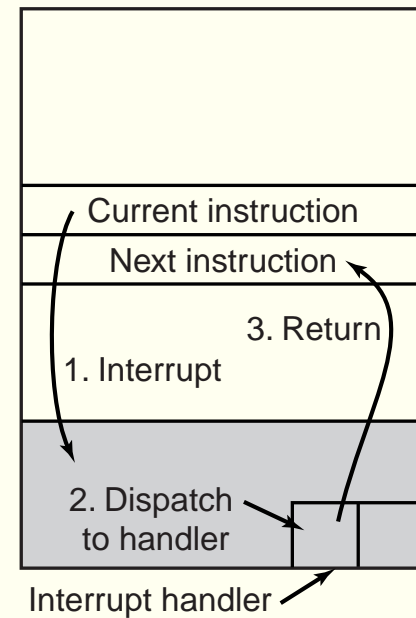 Current instruction
Next instruction
3. Return
1. Interrupt
2. Dispatch
to handler
Interrupt handler